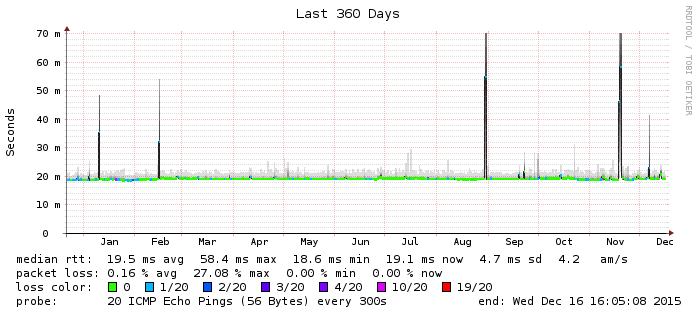 Last 360 Days
RRDTOOL / TOBI OETIKER
Seconds
70 m
60 m
50 m
40 m
30 m
20 m
10 m
0
Jan Feb Mar Apr May Jun Jul Aug Sep Oct Nov Dec
median rtt: 19.5 ms avg 58.4 ms max 18.6 ms min 19.1 ms now 4.7 ms sd 4.2 am/s
packet loss: 0.16 % avg 27.08 % max 0.00 % min 0.00 % now
loss color: 0 1/20 2/20 3/20 4/20 10/20 19/20
probe: 20 ICMP Echo Pings (56 Bytes) every 300s end: Wed Dec 16 16:05:08 2015